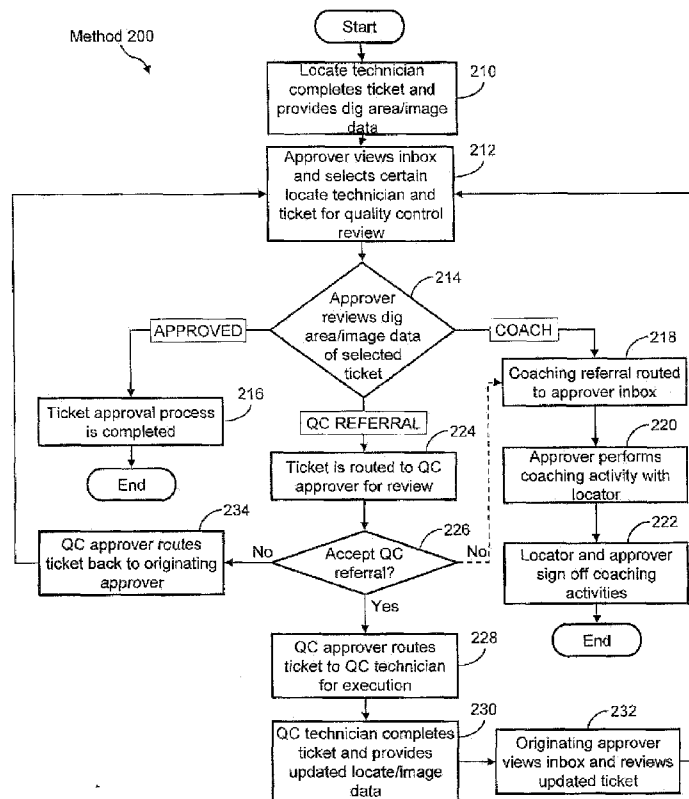 Method 200
Start
210
Locate technician
completes ticket and
provides dig area/image
data
212
Approver views inbox
and selects certain
locate technician and
ticket for quality control
review
214
Approver
reviews dig
area/image data
of selected
ticket
APPROVED
COACH
QC REFERRAL
216
Ticket approval process
is completed
End
218
Coaching referral routed
to approver inbox
220
Approver performs
coaching activity with
locator
222
Locator and approver
sign off coaching
activities
End
224
Ticket is routed to QC
approver for review
226
Accept QC
referral?
No
No
Yes
234
QC approver routes
ticket back to originating
approver
228
QC approver routes
ticket to QC technician
for execution
230
QC technician completes
ticket and provides
updated locate/image
data
232
Originating approver
views inbox and reviews
updated ticket